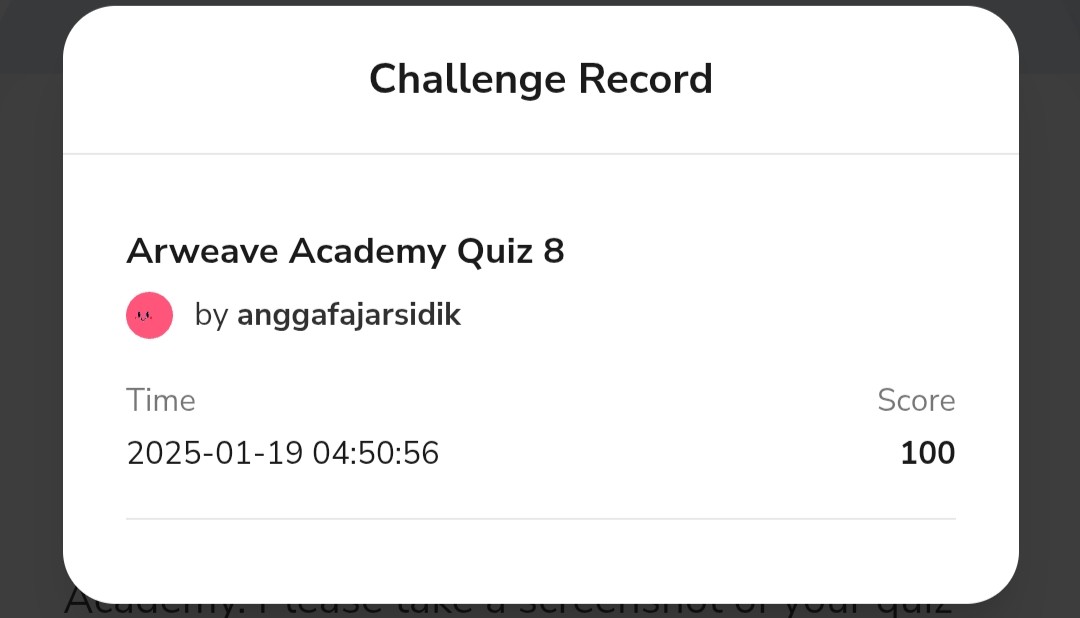 Challenge Record
Arweave Academy Quiz 8
by anggafajarsidik
Time
Score
2025-01-19 04:50:56
100
Academy. Please take a screenshot of your quiz